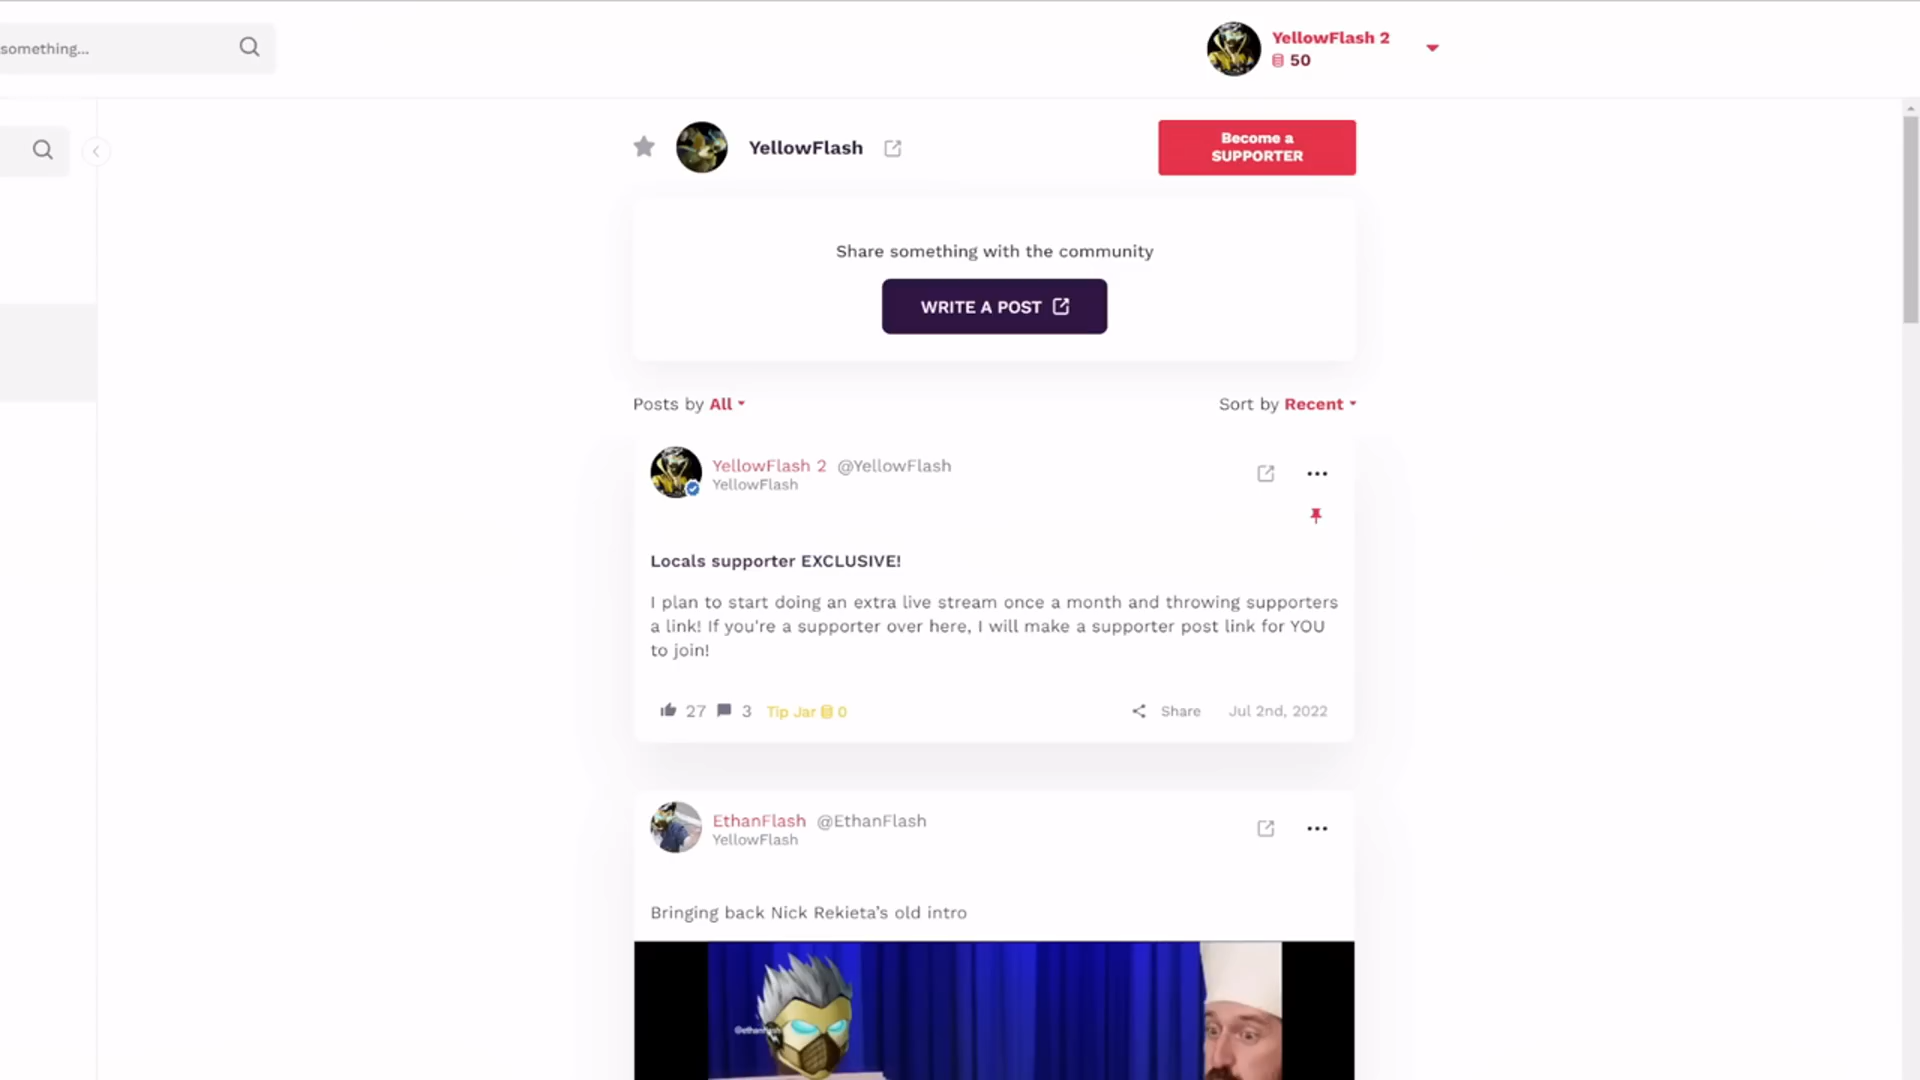 something...
YellowFlash 2
50
YellowFlash
Become a
SUPPORTER
Share something with the community
WRITE A POST
Posts by All
Sort by Recent
YellowFlash 2 @YellowFlash
YellowFlash
Locals supporter EXCLUSIVE!
I plan to start doing an extra live stream once a month and throwing supporters
a link! If you're a supporter over here, I will make a supporter post link for YOU
to join!
27 3 Tip Jar 0
Share Jul 2nd, 2022
EthanFlash @EthanFlash
YellowFlash
Bringing back Nick Rekieta’s old intro
@ethanflash